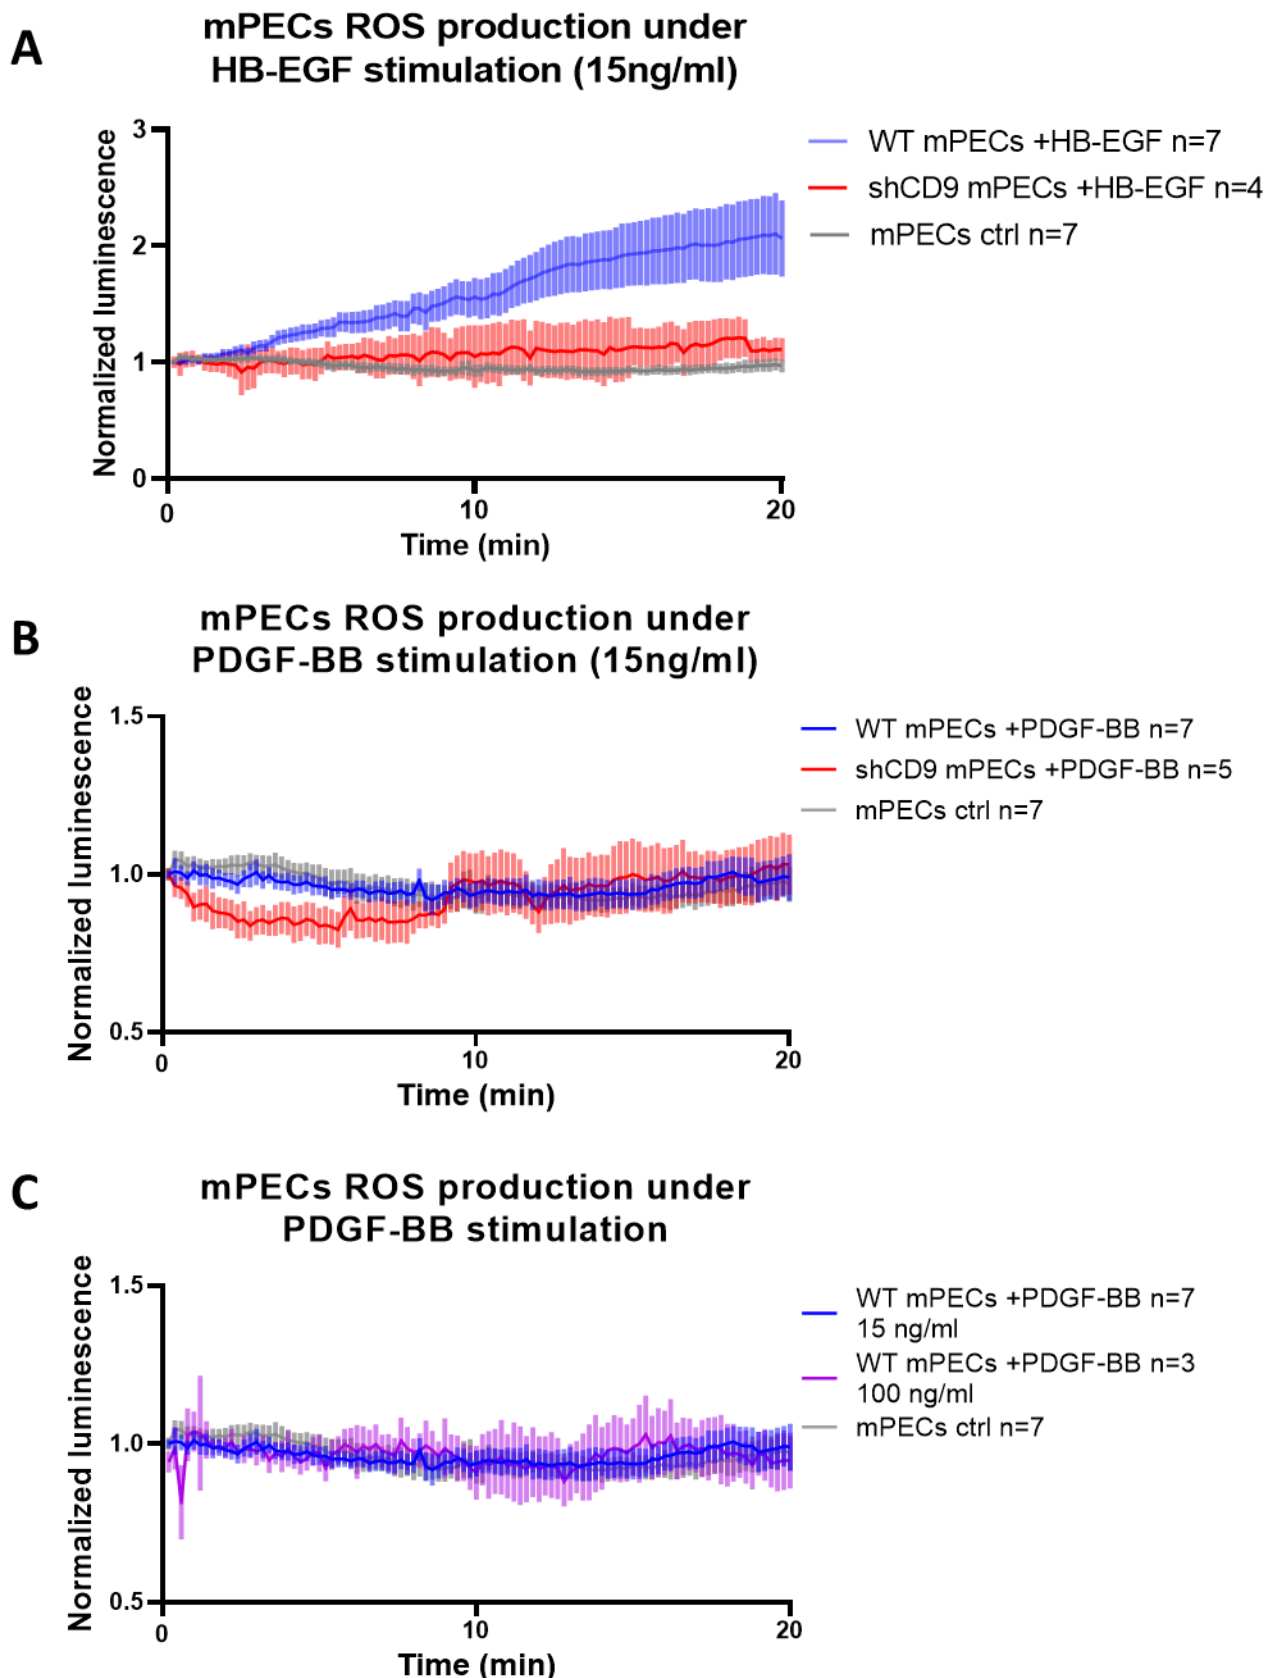 A
mPECs ROS production under
HB-EGF stimulation (15ng/ml)
Normalized luminescence
3
2
1
0
0
10
20
Time (min)
WT mPECs +HB-EGF n=7
shCD9 mPECs +HB-EGF n=4
mPECs ctrl n=7
B
mPECs ROS production under
PDGF-BB stimulation (15ng/ml)
Normalized luminescence
1.5
1.0
0.5
0
10
20
Time (min)
WT mPECs +PDGF-BB n=7
shCD9 mPECs +PDGF-BB n=5
mPECs ctrl n=7
C
mPECs ROS production under
PDGF-BB stimulation
Normalized luminescence
1.5
1.0
0.5
0
10
20
Time (min)
WT mPECs +PDGF-BB n=7
15 ng/ml
WT mPECs +PDGF-BB n=3
100 ng/ml
mPECs ctrl n=7